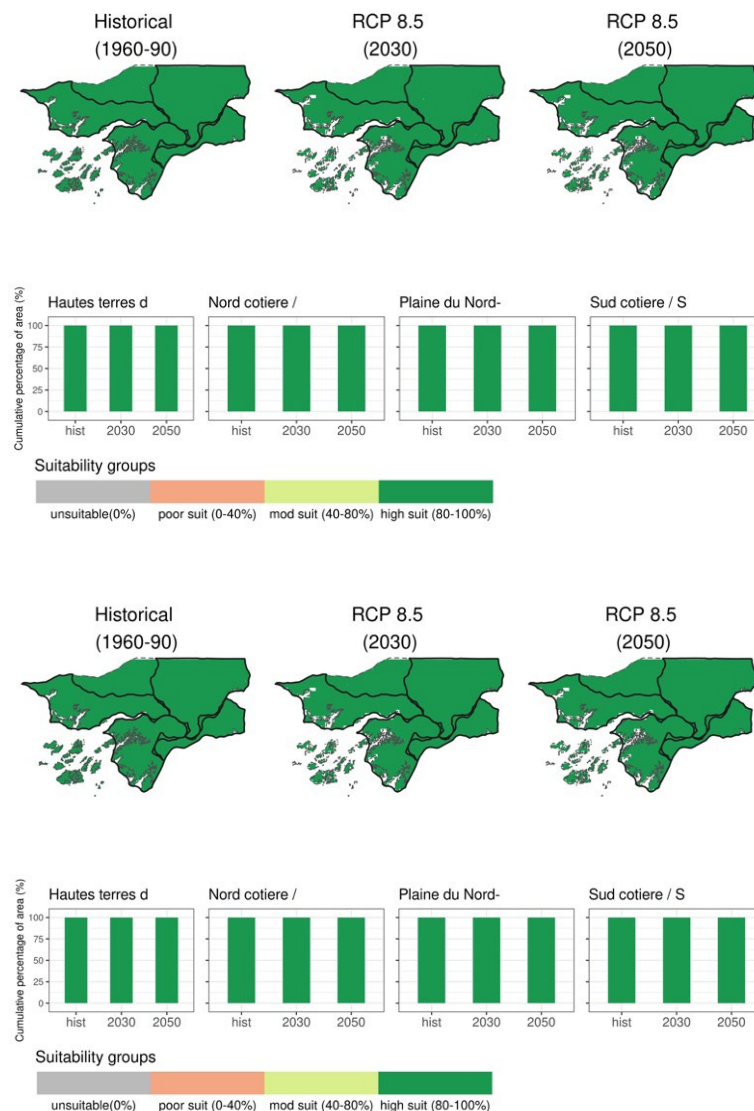 Historical
(1960-90)
RCP 8.5
(2030)
RCP 8.5
(2050)
Cumulative percentage of area (%)
Hautes terres d
Nord cotiere /
Plaine du Nord-
Sud cotiere / S
100
75
50
25
0
hist 2030 2050
hist 2030 2050
hist 2030 2050
hist 2030 2050
Suitability groups
unsuitable(0%) poor suit (0-40%) mod suit (40-80%) high suit (80-100%)
Historical
(1960-90)
RCP 8.5
(2030)
RCP 8.5
(2050)
Cumulative percentage of area (%)
Hautes terres d
Nord cotiere /
Plaine du Nord-
Sud cotiere / S
100
75
50
25
0
hist 2030 2050
hist 2030 2050
hist 2030 2050
hist 2030 2050
Suitability groups
unsuitable(0%) poor suit (0-40%) mod suit (40-80%) high suit (80-100%)